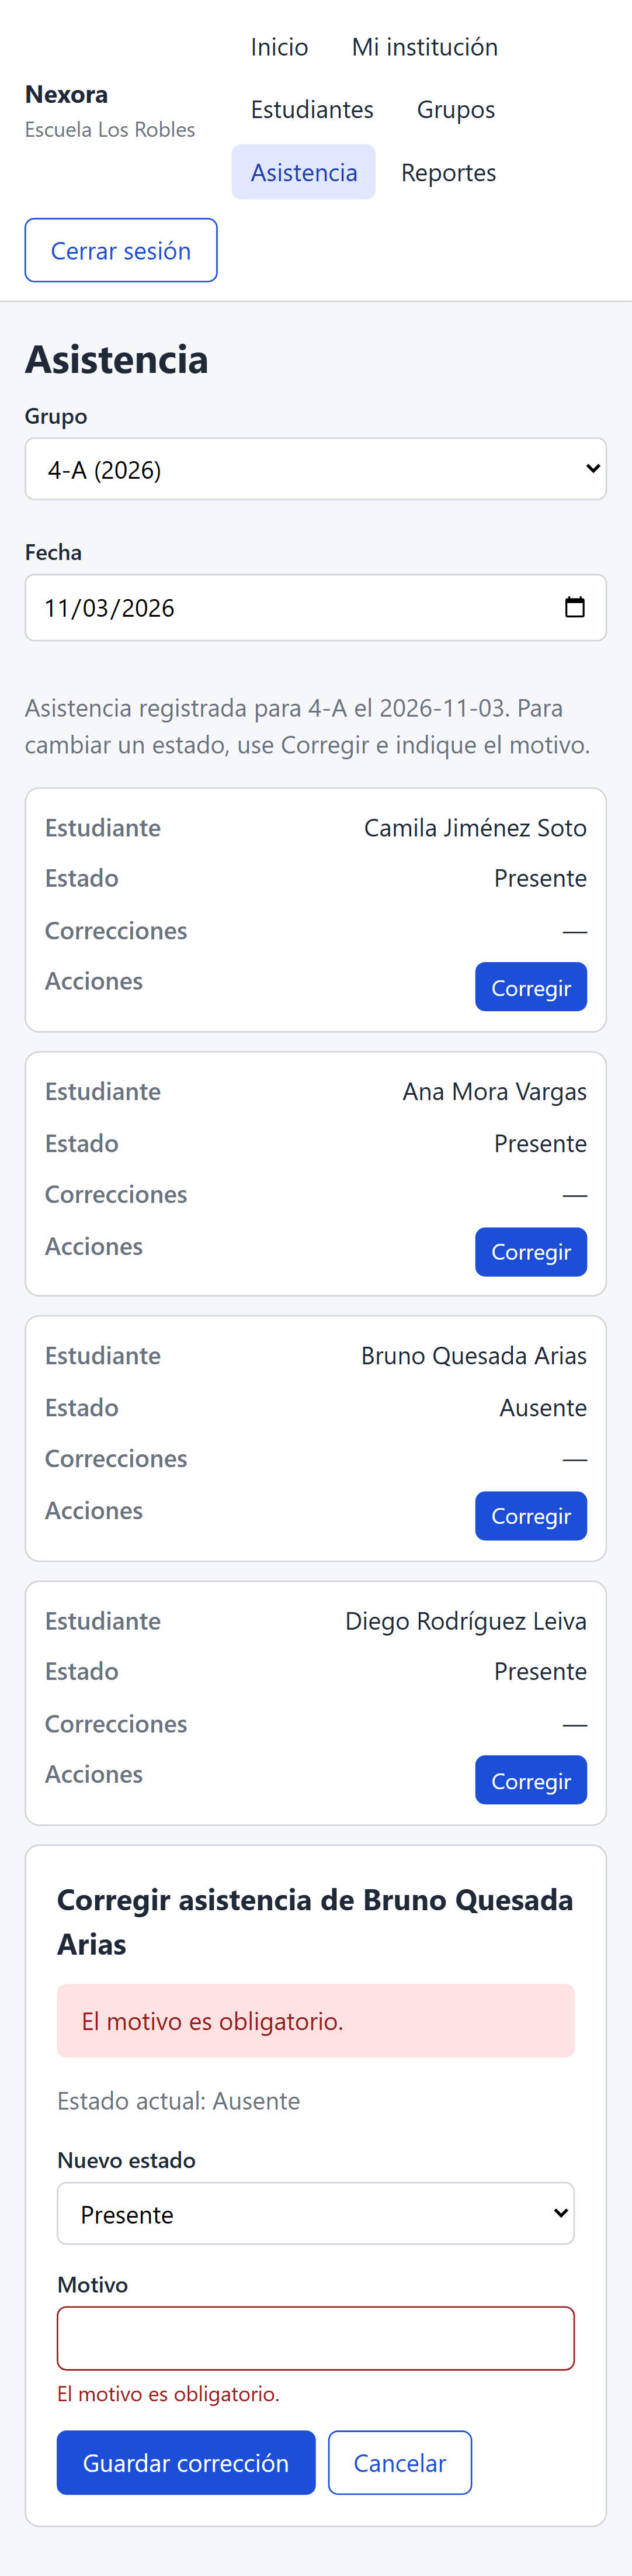 Inicio Mi institución
Nexora
Escuela Los Robles
Estudiantes Grupos
Asistencia Reportes
Cerrar sesión
Asistencia
Grupo
4-A (2026)
Fecha
11/03/2026
Asistencia registrada para 4-A el 2026-11-03. Para
cambiar un estado, use Corregir e indique el motivo.
Estudiante Camila Jiménez Soto
Estado Presente
Correcciones —
Acciones Corregir
Estudiante Ana Mora Vargas
Estado Presente
Correcciones —
Acciones Corregir
Estudiante Bruno Quesada Arias
Estado Ausente
Correcciones —
Acciones Corregir
Estudiante Diego Rodríguez Leiva
Estado Presente
Correcciones —
Acciones Corregir
Corregir asistencia de Bruno Quesada
Arias
El motivo es obligatorio.
Estado actual: Ausente
Nuevo estado
Presente
Motivo
El motivo es obligatorio.
Guardar corrección Cancelar